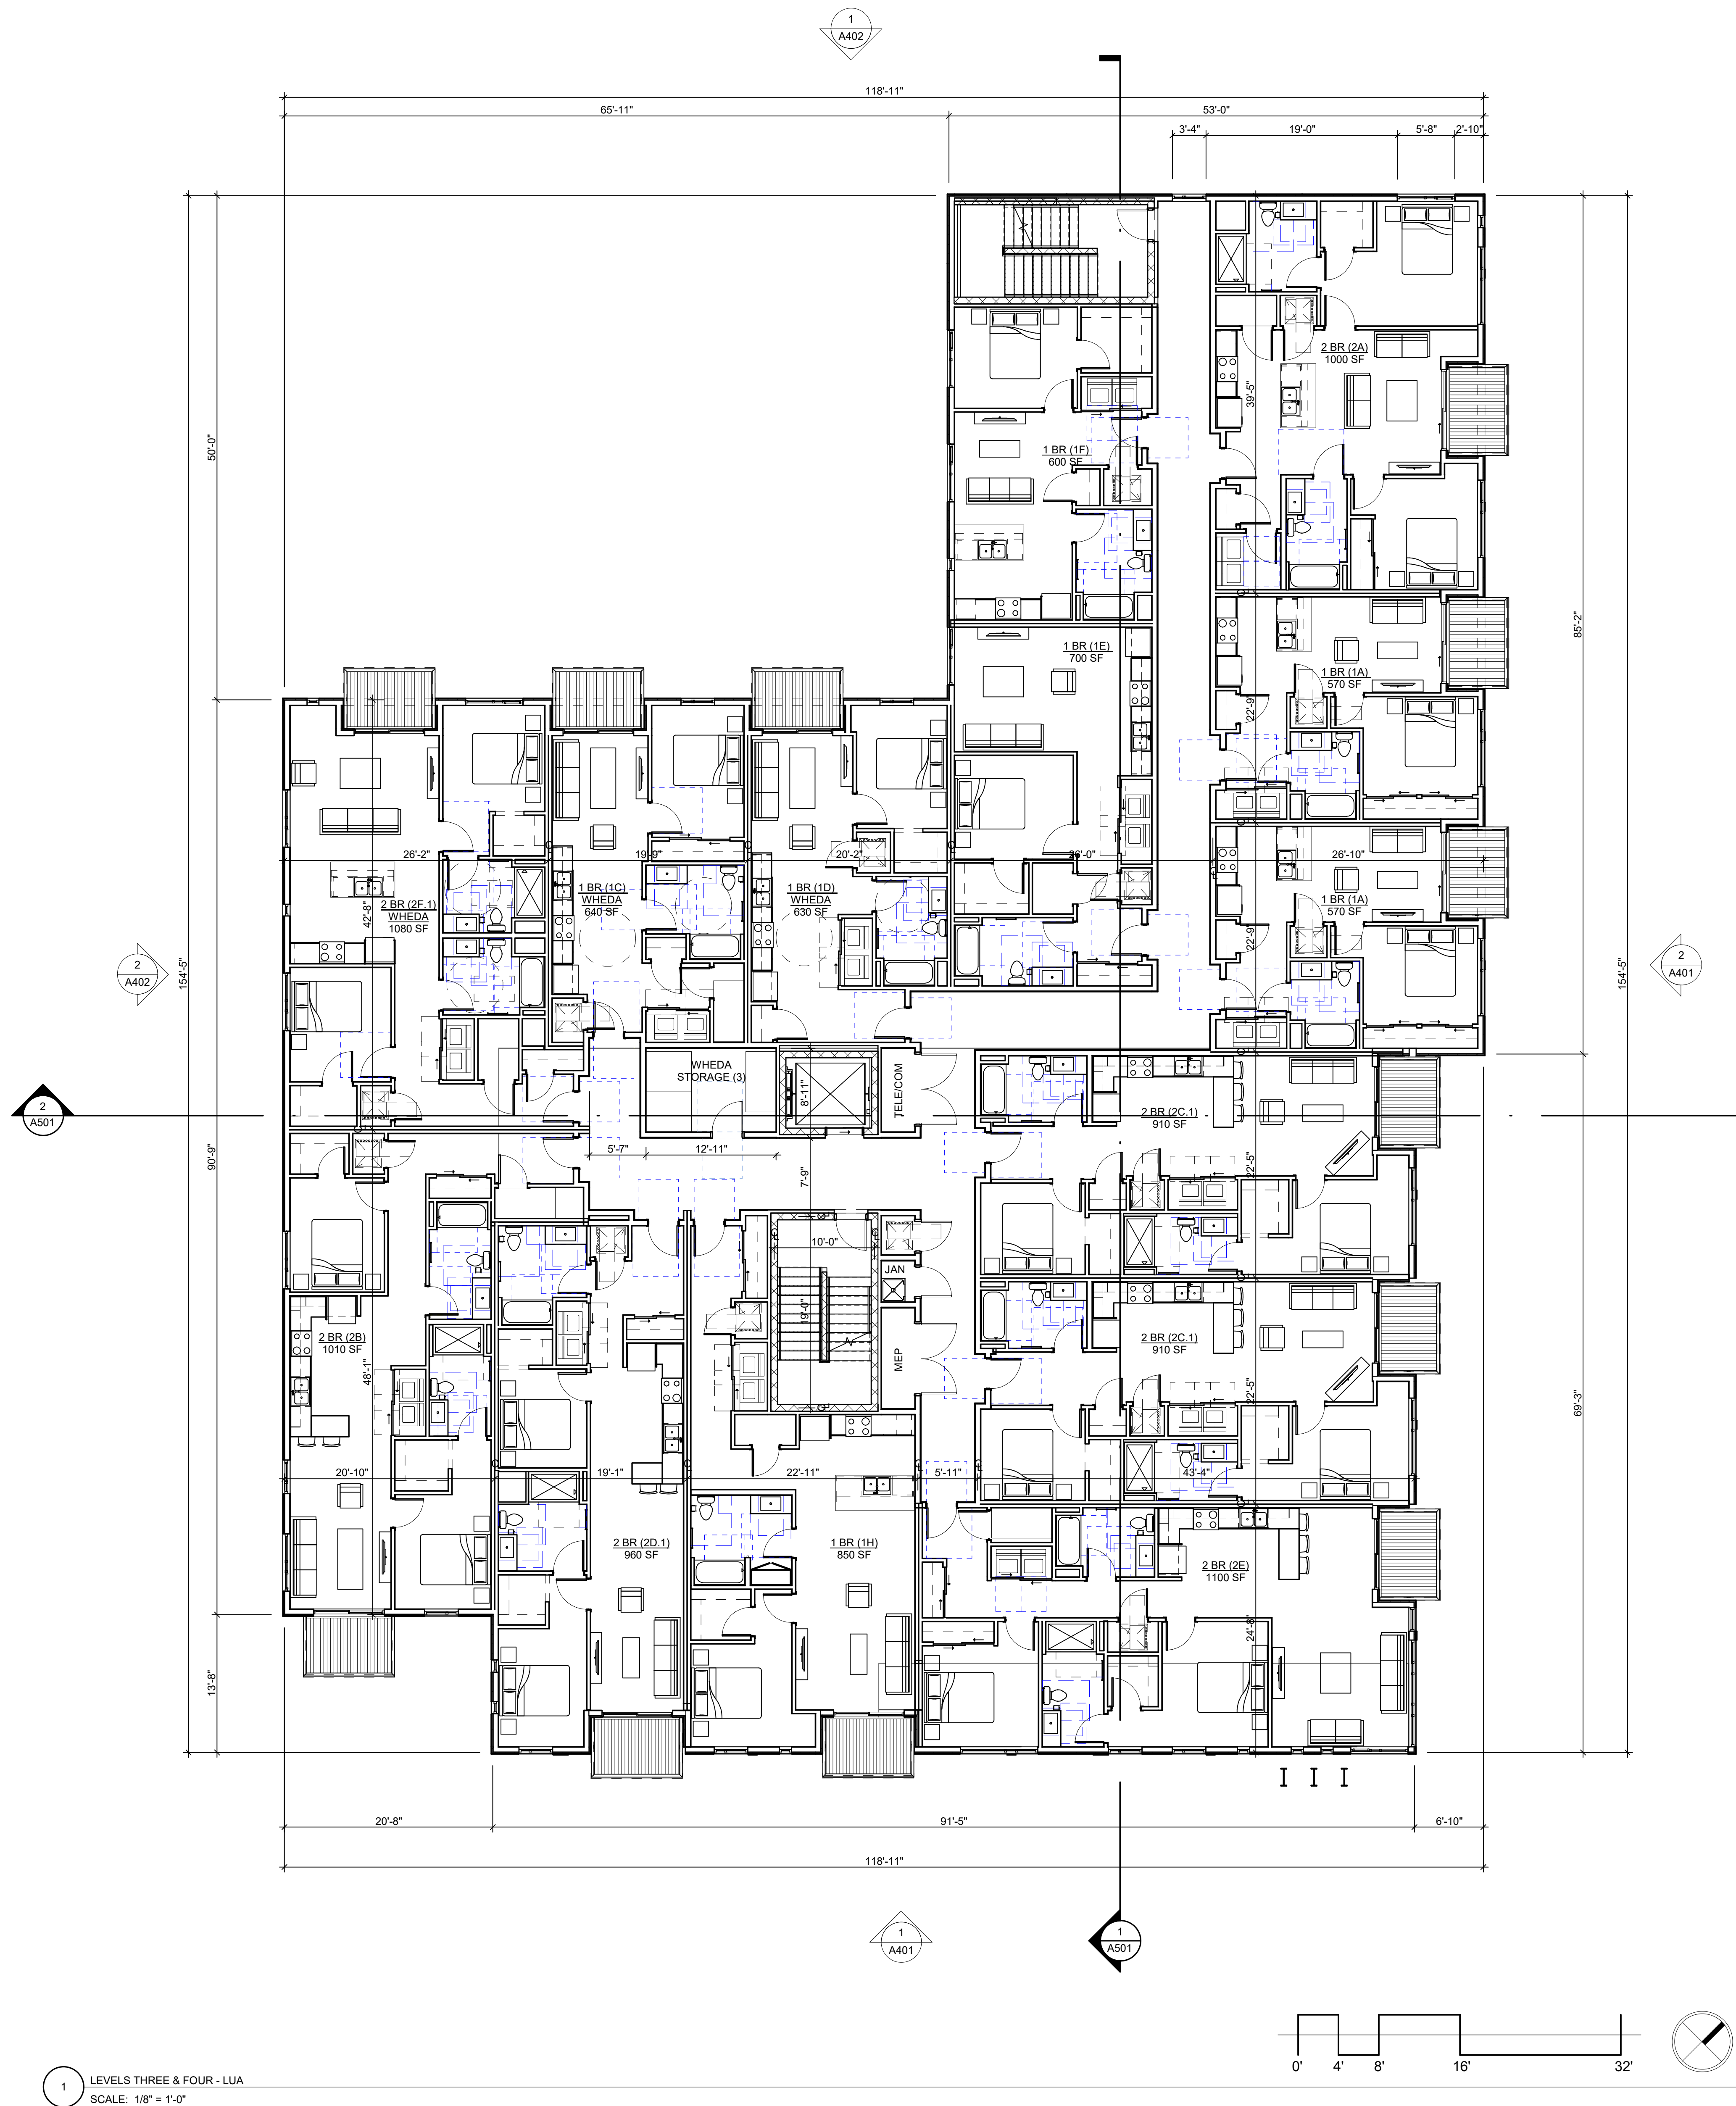 1
A402
118'-11"
65'-11"
53'-0"
3'-4"
19'-0"
5'-8"
2'-10"
2 BR (2A)
1000 SF
39'-5"
50'-0"
1 BR (1F)
600 SF
85'-2"
1 BR (1E)
700 SF
1 BR (1A)
570 SF
22'-9"
26'-2"
19'-9"
20'-2"
26'-0"
26'-10"
2 BR (2F.1)
WHEDA
1080 SF
42'-8"
1 BR (1C)
WHEDA
640 SF
1 BR (1D)
WHEDA
630 SF
1 BR (1A)
570 SF
22'-9"
2
A402
154'-5"
2
A401
154'-5"
WHEDA
STORAGE (3)
8'-11"
TELE/COM
2 BR (2C.1)
910 SF
2
A501
90'-9"
5'-7"
12'-11"
7'-9"
22'-5"
10'-0"
JAN
19'-0"
MEP
2 BR (2B)
1010 SF
48'-1"
2 BR (2C.1)
910 SF
22'-5"
69'-3"
20'-10"
19'-1"
22'-11"
5'-11"
43'-4"
2 BR (2D.1)
960 SF
1 BR (1H)
850 SF
2 BR (2E)
1100 SF
24'-8"
13'-8"
20'-8"
91'-5"
6'-10"
118'-11"
1
A401
1
A501
0'
4'
8'
16'
32'
1
LEVELS THREE & FOUR - LUA
SCALE: 1/8" = 1'-0"